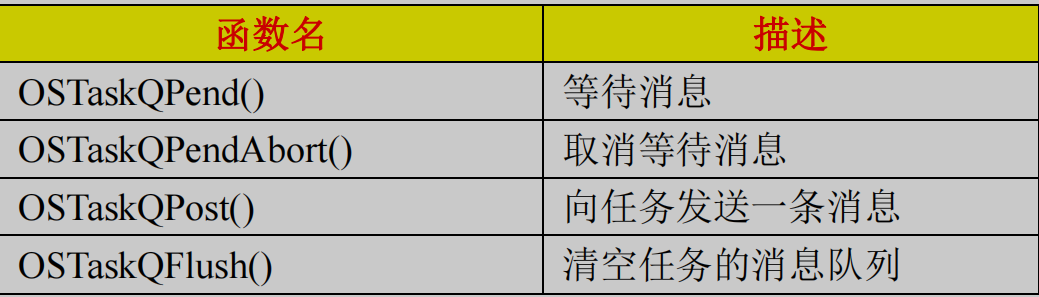 函数名 描述
OSTaskQPend() 等待消息
OSTaskQPendAbort() 取消等待消息
OSTaskQPost() 向任务发送一条消息
OSTaskQFlush() 清空任务的消息队列